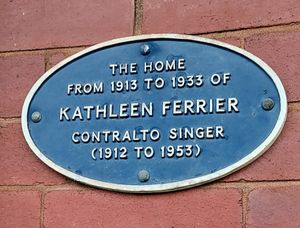 THE HOME
FROM 1913 TO 1933 OF
KATHLEEN FERRIER
CONTRALTO SINGER
(1912 TO 1953)